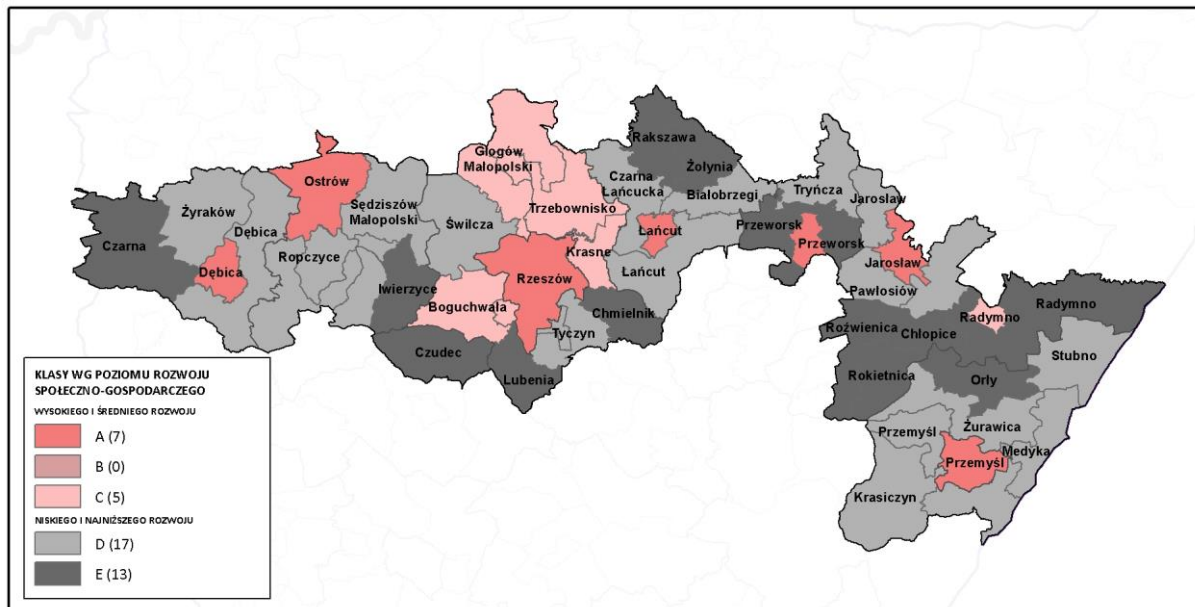 Rakszawa
Żołynia
Głogów
Małopolski
Czarna
Łańcucka
Ostrów
Białobrzegi
Tryńcza
Jarosław
Sędziszów
Małopolski
Trzebownisko
Żyraków
Dębica
Świlcza
Łańcut
Przeworsk
Przeworsk
Czarna
Ropczyce
Krasne
Jarosław
Dębica
Rzeszów
Łańcut
Iwierzyce
Pawłosiów
Boguchwała
Chmielnik
Radymno
Radymno
Tyczyn
Roźwienica
Chłopice
Czudec
Stubno
Lubenia
Rokietnica
Orły
Przemyśl
Żurawica
Medyka
Przemyśl
Krasiczyn
KLASY WG POZIOMU ROZWOJU
SPOŁECZNO-GOSPODARCZEGO
WYSOKIEGO I ŚREDNIEGO ROZWOJU
A (7)
B (0)
C (5)
NISKIEGO I NAJNIŻSZEGO ROZWOJU
D (17)
E (13)